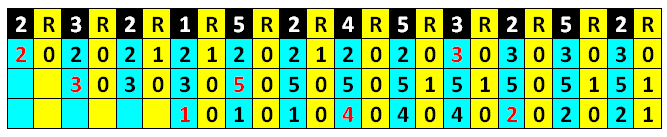 2 R 3 R 2 R 1 R 5 R 2 R 4 R 5 R 3 R 2 R 5 R 2 R
2 0 2 0 2 1 2 1 2 0 2 1 2 0 2 0 3 0 3 0 3 0 3 0
3 0 3 0 3 0 5 0 5 0 5 0 5 1 5 1 5 0 5 1 5 1
1 0 1 0 1 0 4 0 4 0 4 0 2 0 2 0 2 1